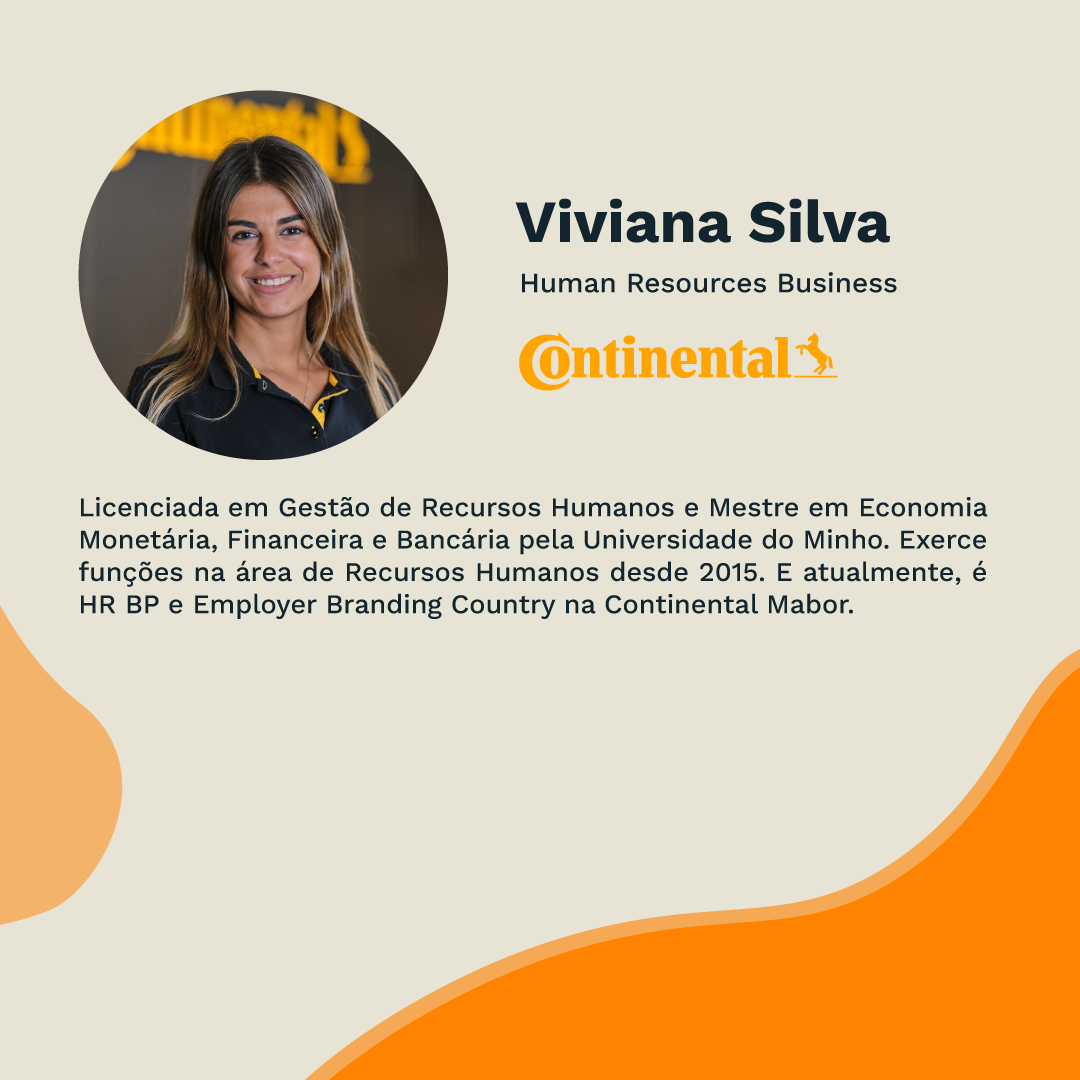 Continental
Viviana Silva
Human Resources Business
Continental
Licenciada em Gestão de Recursos Humanos e Mestre em Economia
Monetária, Financeira e Bancária pela Universidade do Minho. Exerce
funções na área de Recursos Humanos desde 2015. E atualmente, é
HR BP e Employer Branding Country na Continental Mabor.